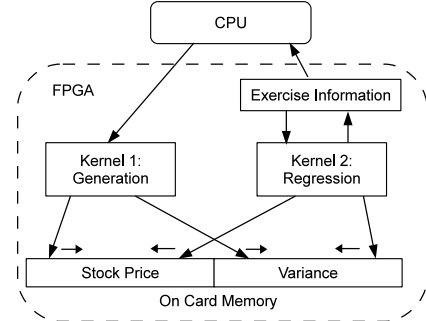 CPU
FPGA
Exercise Information
Kernel 1:
Generation
Kernel 2:
Regression
Stock Price
Variance
On Card Memory